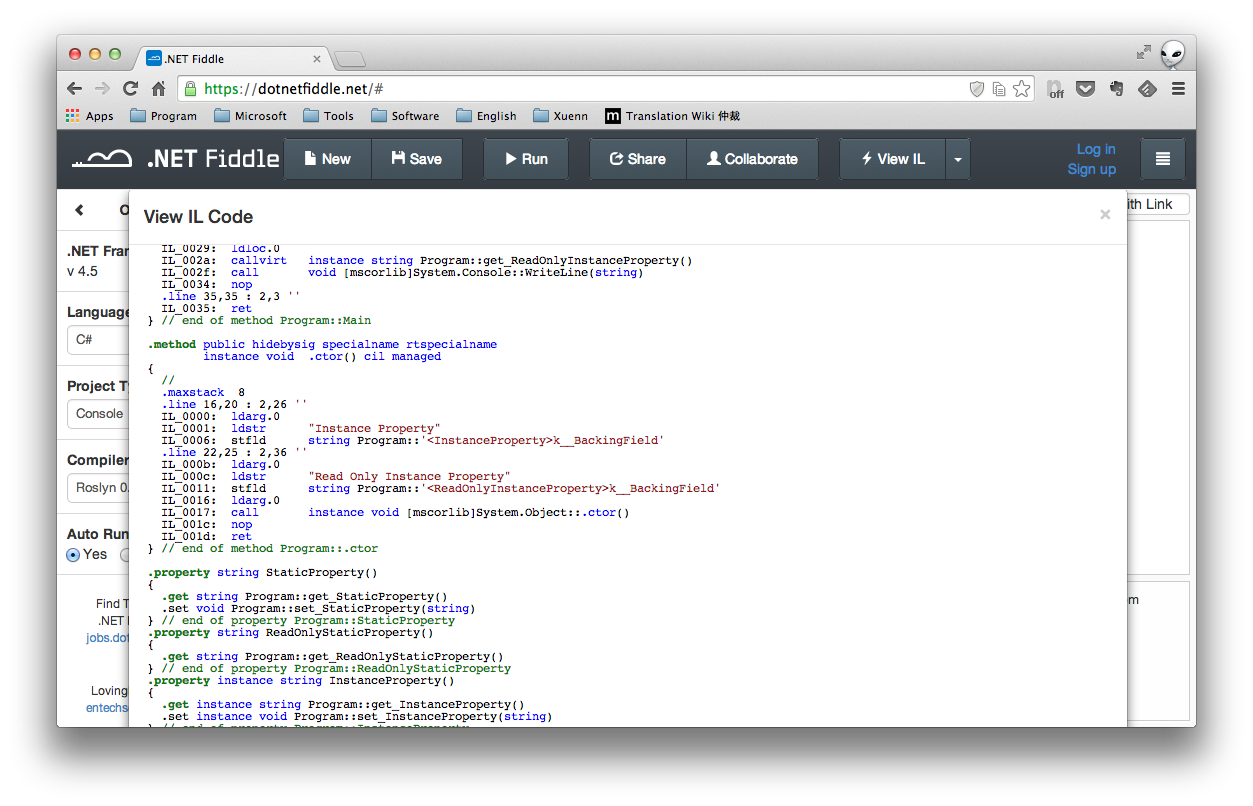 .NET Fiddle
https://dotnetfiddle.net/#
off
Apps Program Microsoft Tools Software English Xuenn m Translation Wiki 仲裁
.NET Fiddle New Save Run Share Collaborate View IL Log in
Sign up
View IL Code
ith Link
.NET Fran
v 4.5
Language
C#
Project Ty
Console
Compiler
Roslyn 0.
Auto Run
Yes
Find T
.NET
jobs.dot
Loving
entechs
IL_0029: ldloc.0
IL_002a: callvirt instance string Program::get_ReadOnlyInstanceProperty()
IL_002f: call void [mscorlib]System.Console::WriteLine(string)
IL_0034: nop
.line 35,35 : 2,3 ''
IL_0035: ret
} // end of method Program::Main
.method public hidebysig specialname rtspecialname
instance void .ctor() cil managed
{
//
.maxstack 8
.line 16,20 : 2,26 ''
IL_0000: ldarg.0
IL_0001: ldstr "Instance Property"
IL_0006: stfld string Program::'<InstanceProperty>k__BackingField'
.line 22,25 : 2,36 ''
IL_000b: ldarg.0
IL_000c: ldstr "Read Only Instance Property"
IL_0011: stfld string Program::'<ReadOnlyInstanceProperty>k__BackingField'
IL_0016: ldarg.0
IL_0017: call instance void [mscorlib]System.Object::.ctor()
IL_001c: nop
IL_001d: ret
} // end of method Program::.ctor
.property string StaticProperty()
{
.get string Program::get_StaticProperty()
.set void Program::set_StaticProperty(string)
} // end of property Program::StaticProperty
.property string ReadOnlyStaticProperty()
{
.get string Program::get_ReadOnlyStaticProperty()
} // end of property Program::ReadOnlyStaticProperty
.property instance string InstanceProperty()
{
.get instance string Program::get_InstanceProperty()
.set instance void Program::set_InstanceProperty(string)
} // end of property Program::InstanceProperty
m